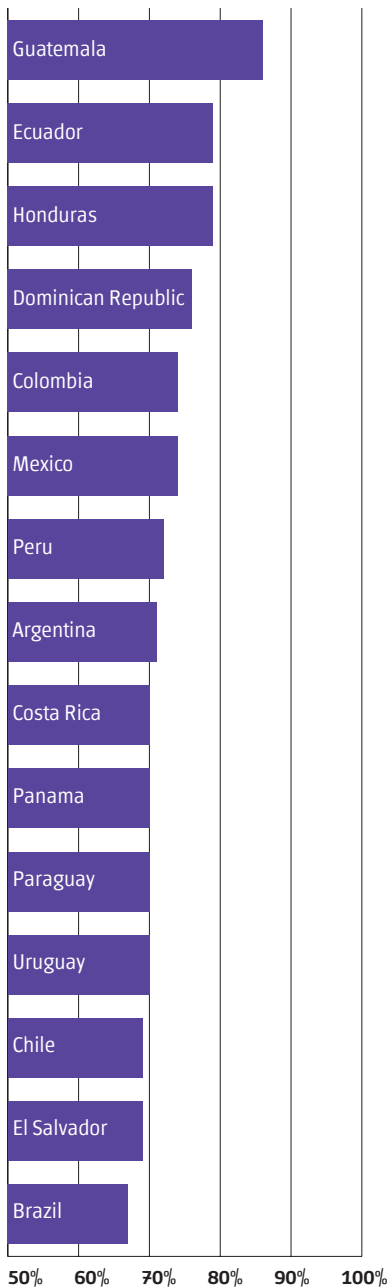 Guatemala
Ecuador
Honduras
Dominican Republic
Colombia
Mexico
Peru
Argentina
Costa Rica
Panama
Paraguay
Uruguay
Chile
El Salvador
Brazil
50% 60% 70% 80% 90% 100%